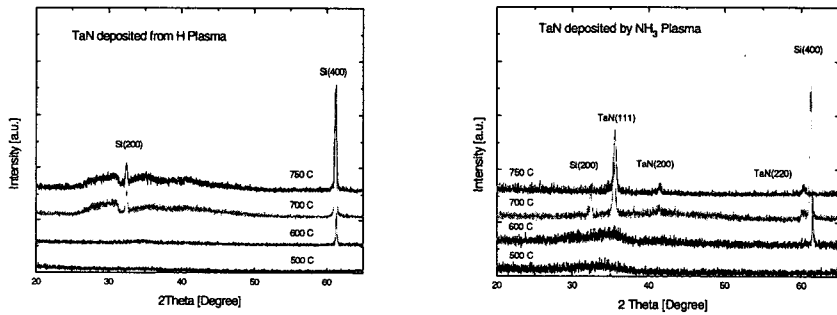 TaN deposited from H Plasma
Si(400)
Si(200)
750 C
700 C
600 C
500 C
Intensity [a.u.]
20 30 40 50 60
2Theta [Degree]
TaN deposited by NH₃ Plasma
Si(400)
TaN(111)
Si(200)
TaN(200)
TaN(220)
750 C
700 C
600 C
500 C
Intensity [a.u.]
20 30 40 50 60
2 Theta [Degree]